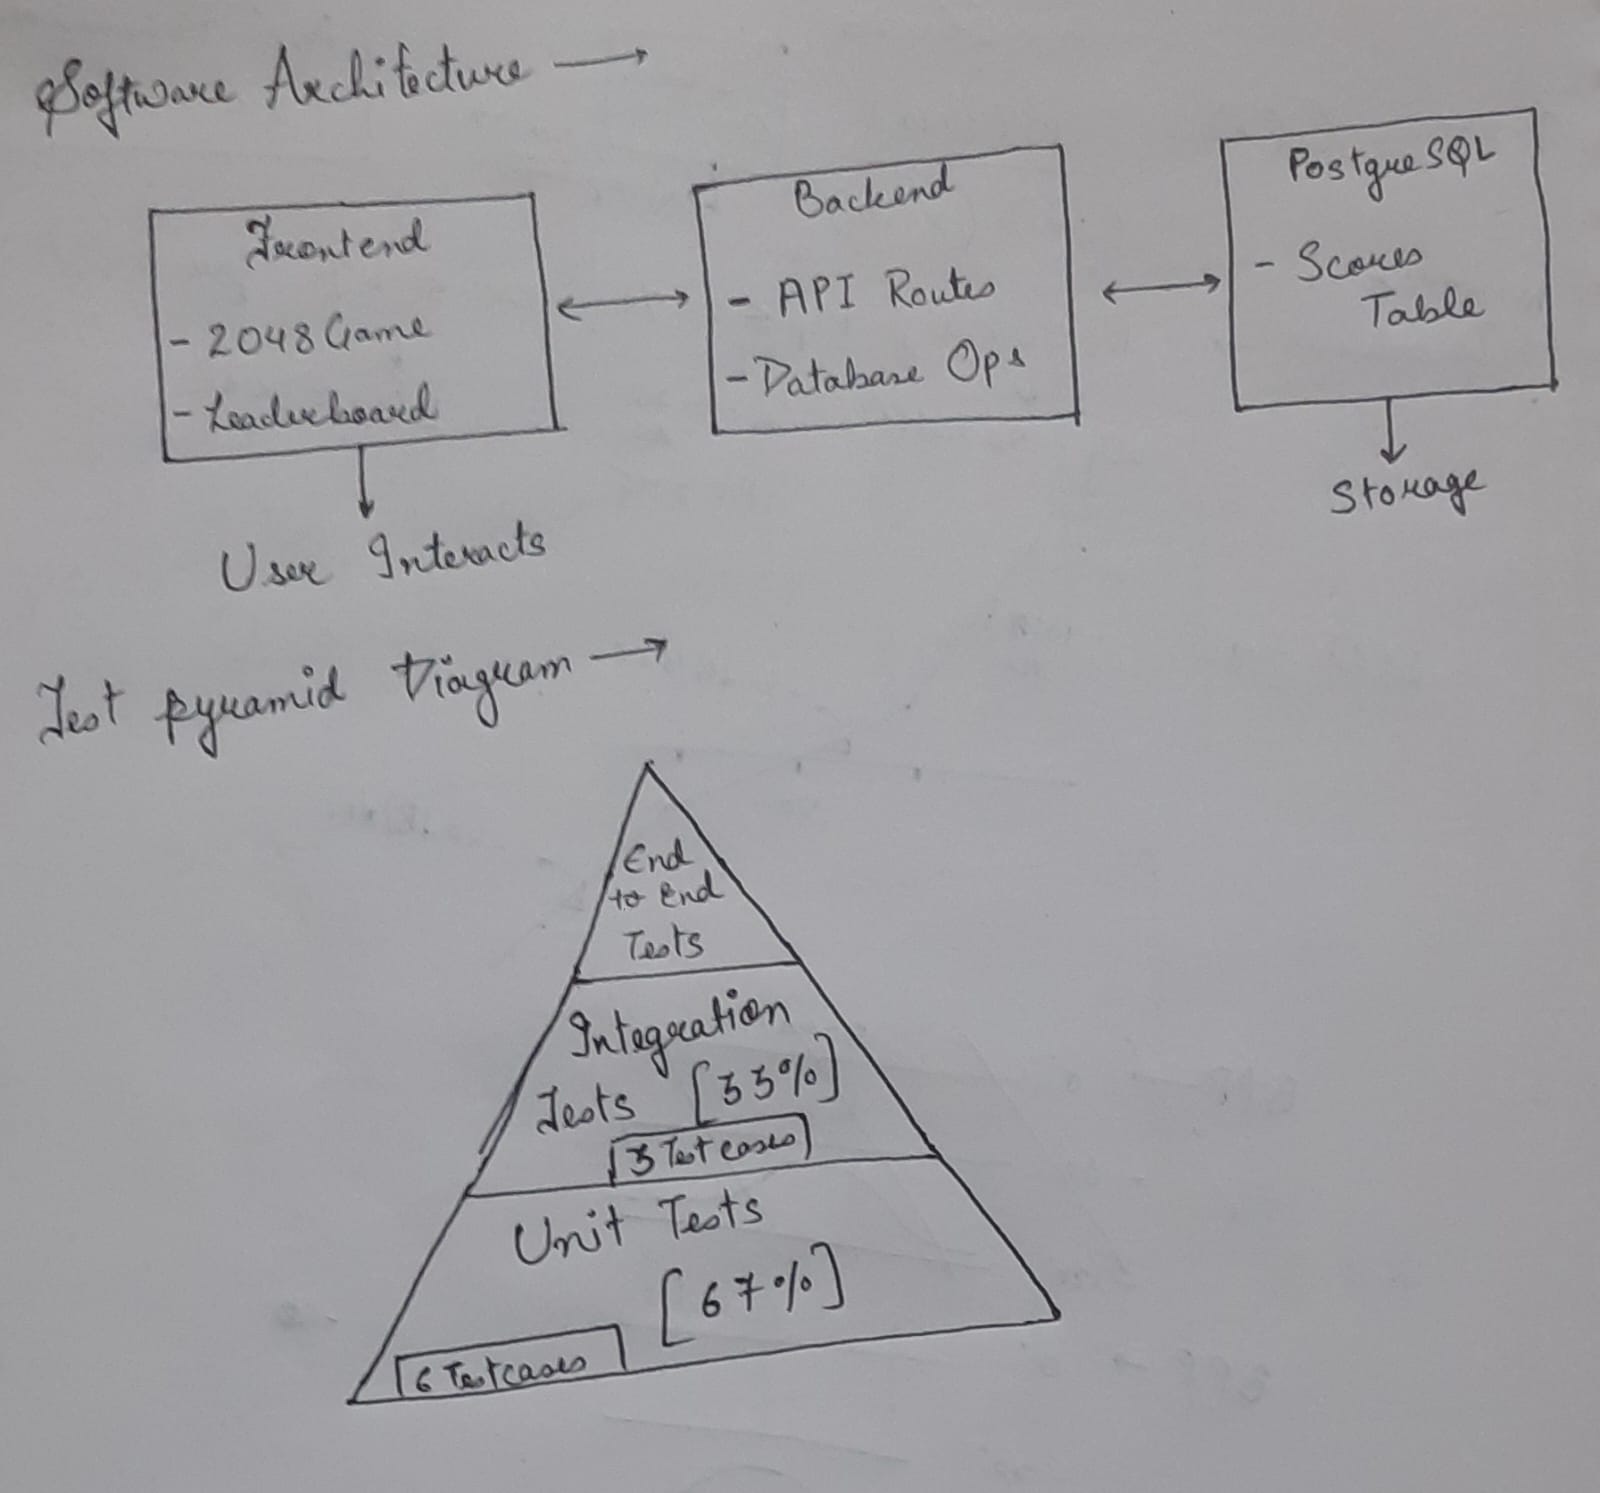 Software Architecture →
Frontend
- 2048 Game
- Leaderboard
User Interacts
Backend
- API Routes
- Database Ops
PostgreSQL
- Scores
Table
Storage
Test pyramid Diagram →
End
to End
Tests
Integration
Tests [33%]
3 Test cases
Unit Tests
[67%]
6 Testcases